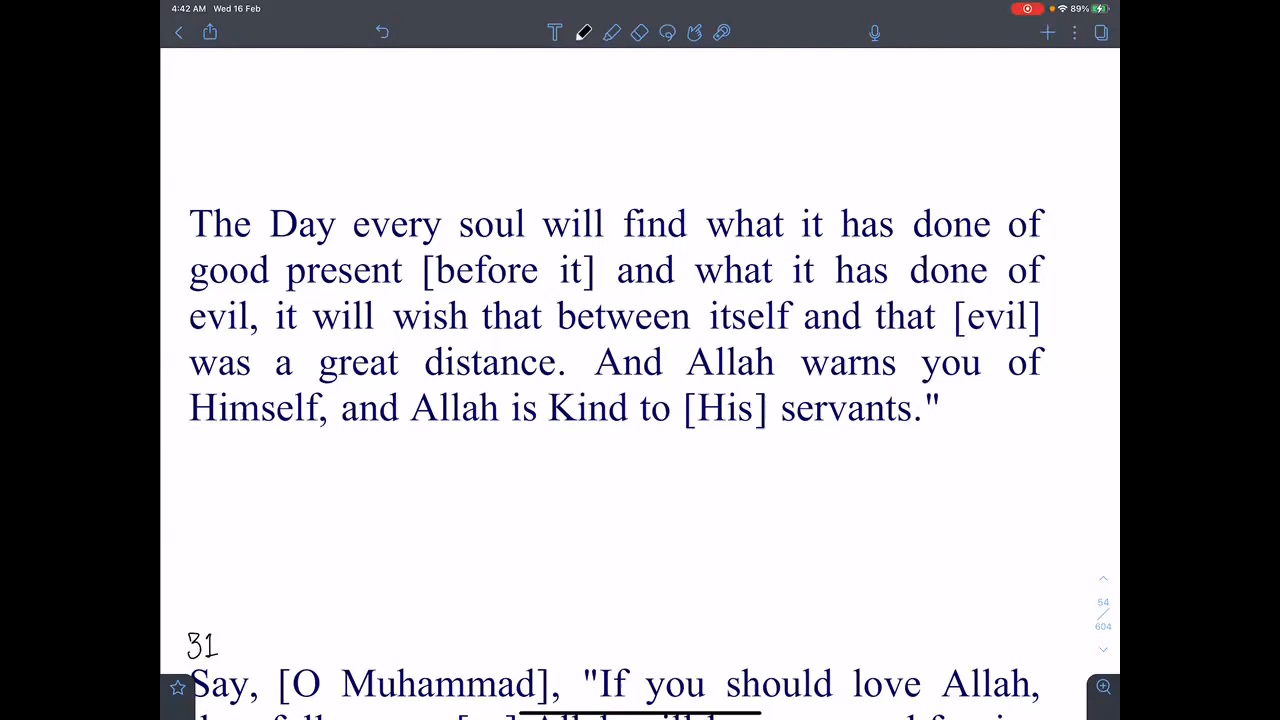 4:42 AM Wed 16 Feb
89%
The Day every soul will find what it has done of
good present [before it] and what it has done of
evil, it will wish that between itself and that [evil]
was a great distance. And Allah warns you of
Himself, and Allah is Kind to [His] servants."
54
604
31
Say, [O Muhammad], "If you should love Allah,